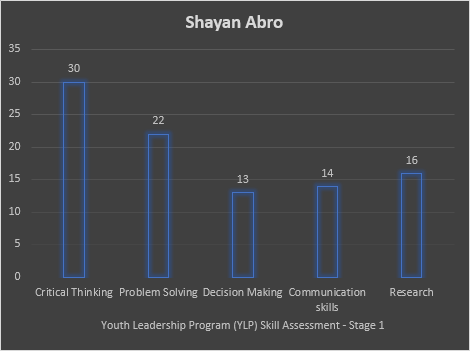 Shayan Abro
35
30
25
20
15
10
5
0
30
22
13
14
16
Critical Thinking
Problem Solving
Decision Making
Communication
skills
Research
Youth Leadership Program (YLP) Skill Assessment - Stage 1